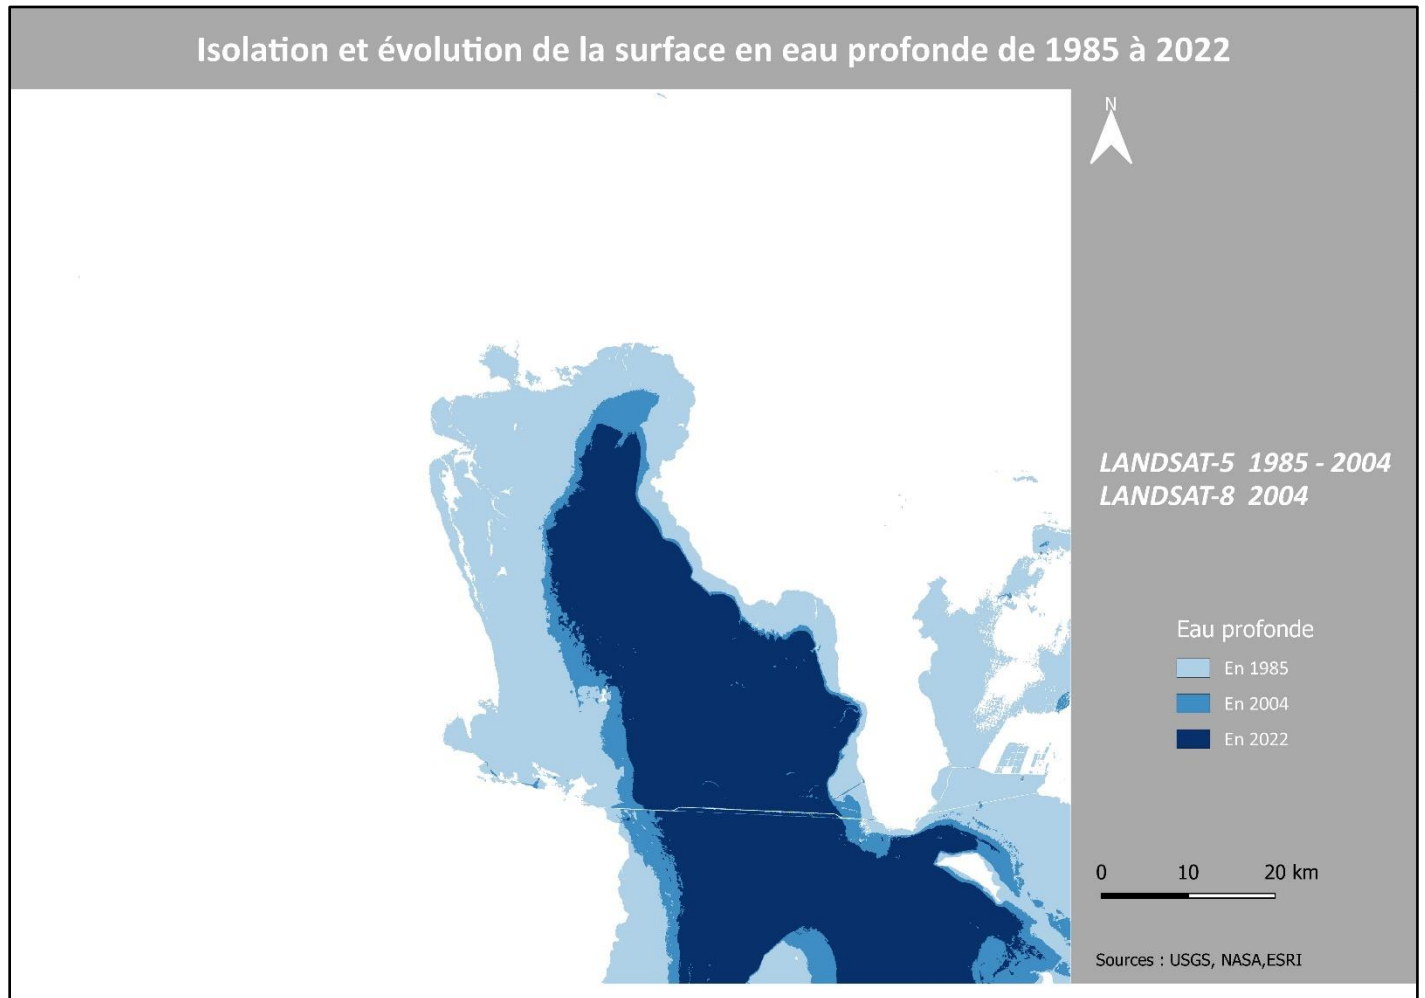 Isolation et évolution de la surface en eau profonde de 1985 à 2022
N
LANDSAT-5 1985 - 2004
LANDSAT-8 2004
Eau profonde
En 1985
En 2004
En 2022
0 10 20 km
Sources : USGS, NASA,ESRI